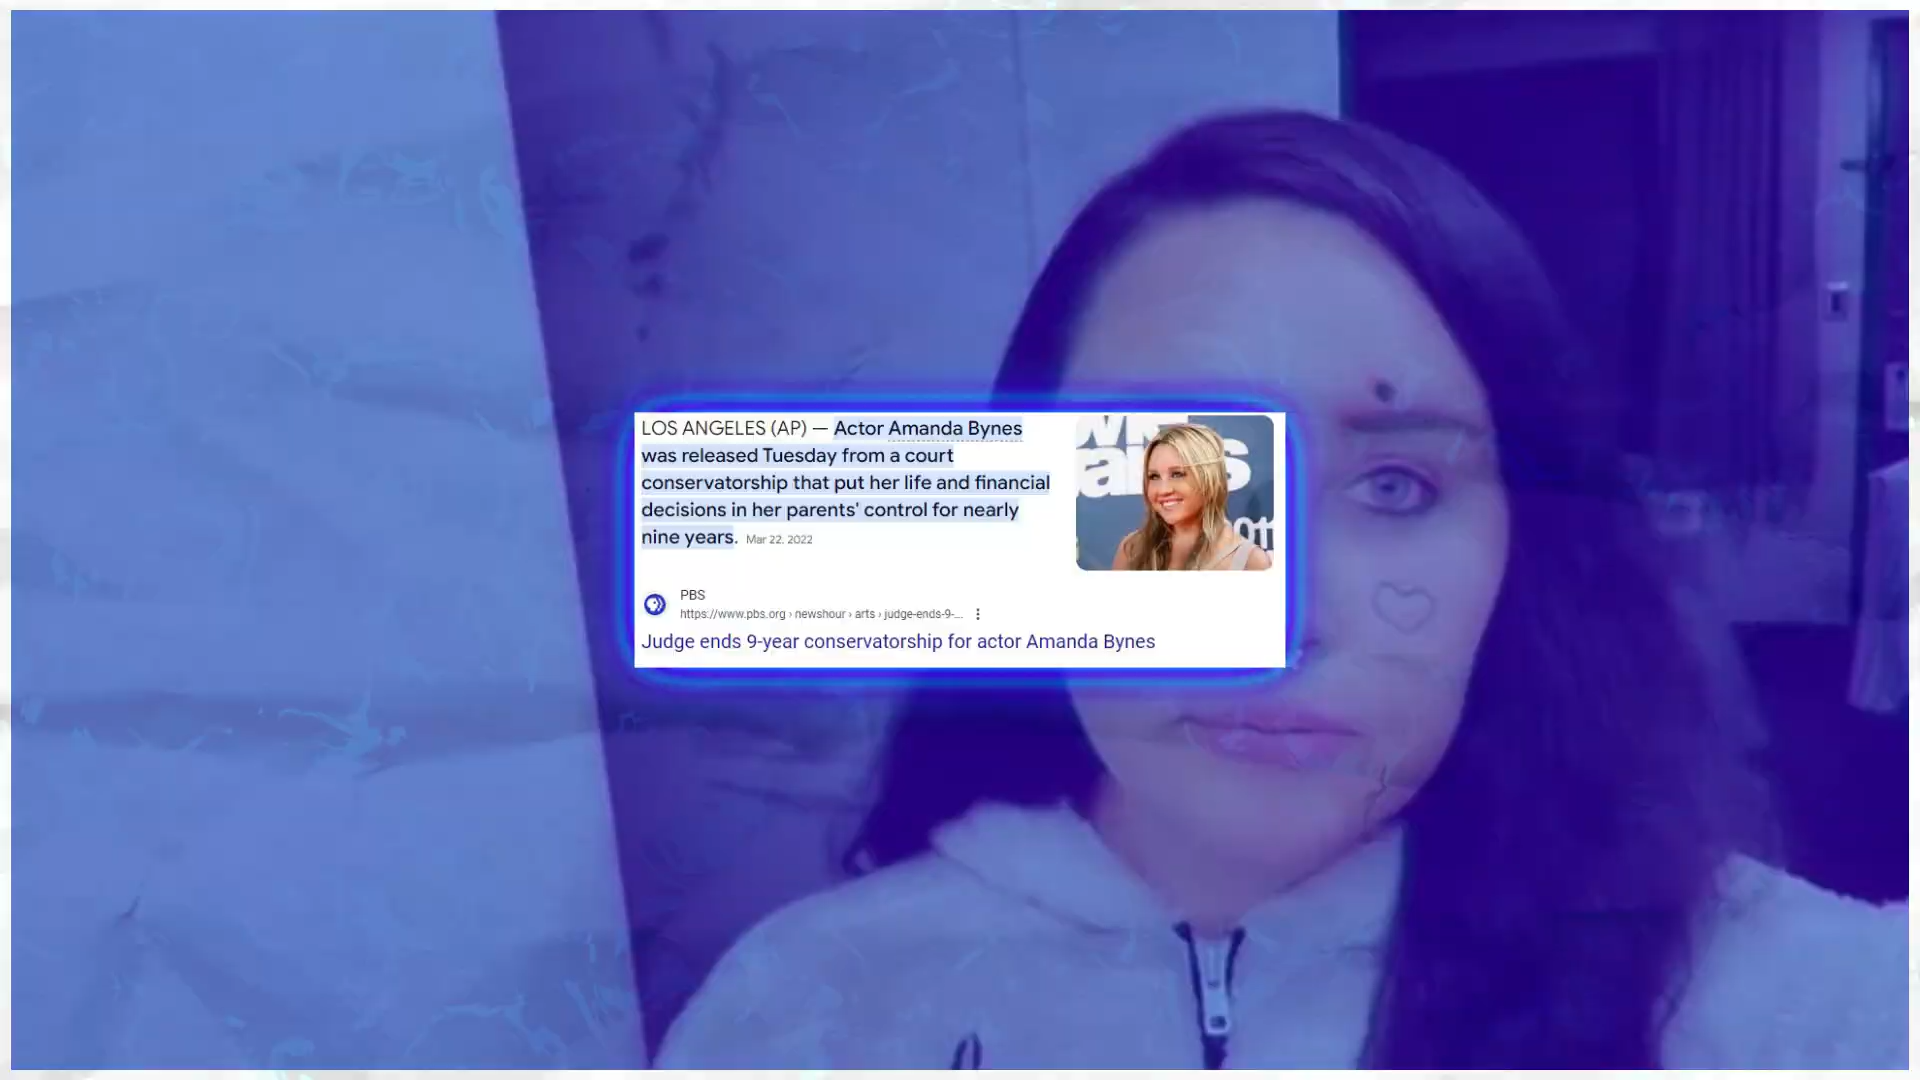 LOS ANGELES (AP) — Actor Amanda Bynes
was released Tuesday from a court
conservatorship that put her life and financial
decisions in her parents' control for nearly
nine years. Mar 22, 2022
PBS
https://www.pbs.org › newshour › arts › judge-ends-9-...
Judge ends 9-year conservatorship for actor Amanda Bynes